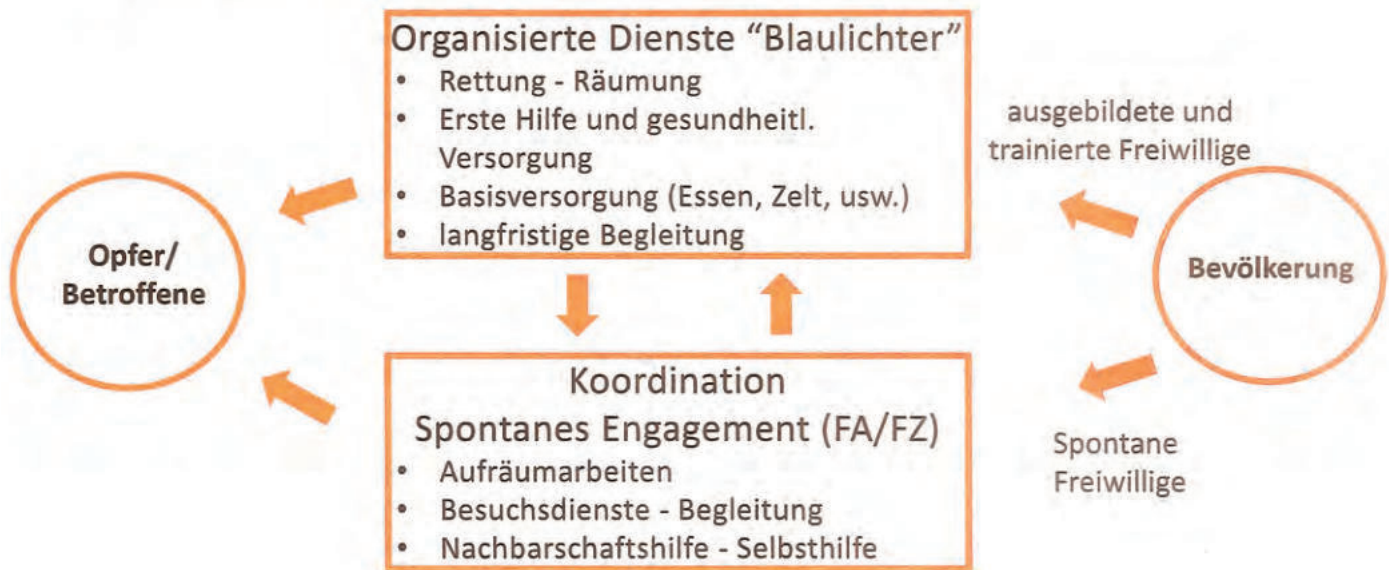 Organisierte Dienste “Blaulichter”
• Rettung - Räumung
• Erste Hilfe und gesundheitl.
Versorgung
• Basisversorgung (Essen, Zelt, usw.)
• langfristige Begleitung
ausgebildete und
trainierte Freiwillige
Opfer/
Betroffene
Bevölkerung
Koordination
Spontanes Engagement (FA/FZ)
• Aufräumarbeiten
• Besuchsdienste - Begleitung
• Nachbarschaftshilfe - Selbsthilfe
Spontane
Freiwillige